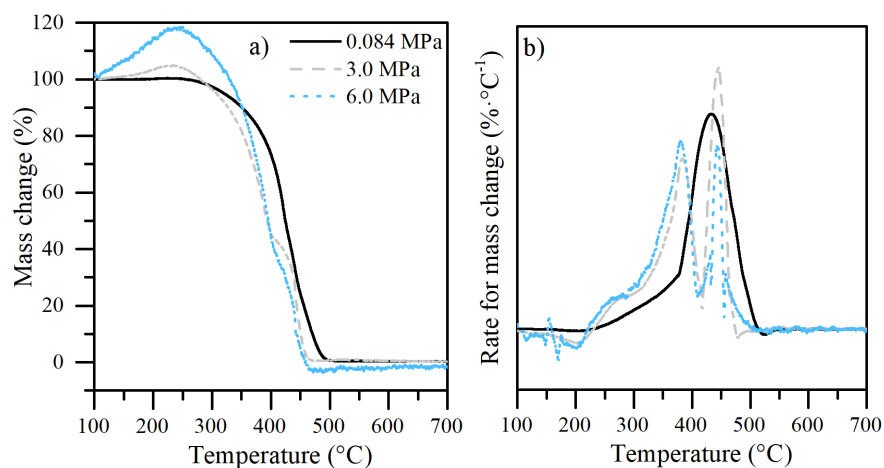 120
100
80
60
40
20
0
Mass change (%)
100 200 300 400 500 600 700
Temperature (°C)
a)
0.084 MPa
3.0 MPa
6.0 MPa
b)
Rate for mass change (%·°C⁻¹)
100 200 300 400 500 600 700
Temperature (°C)